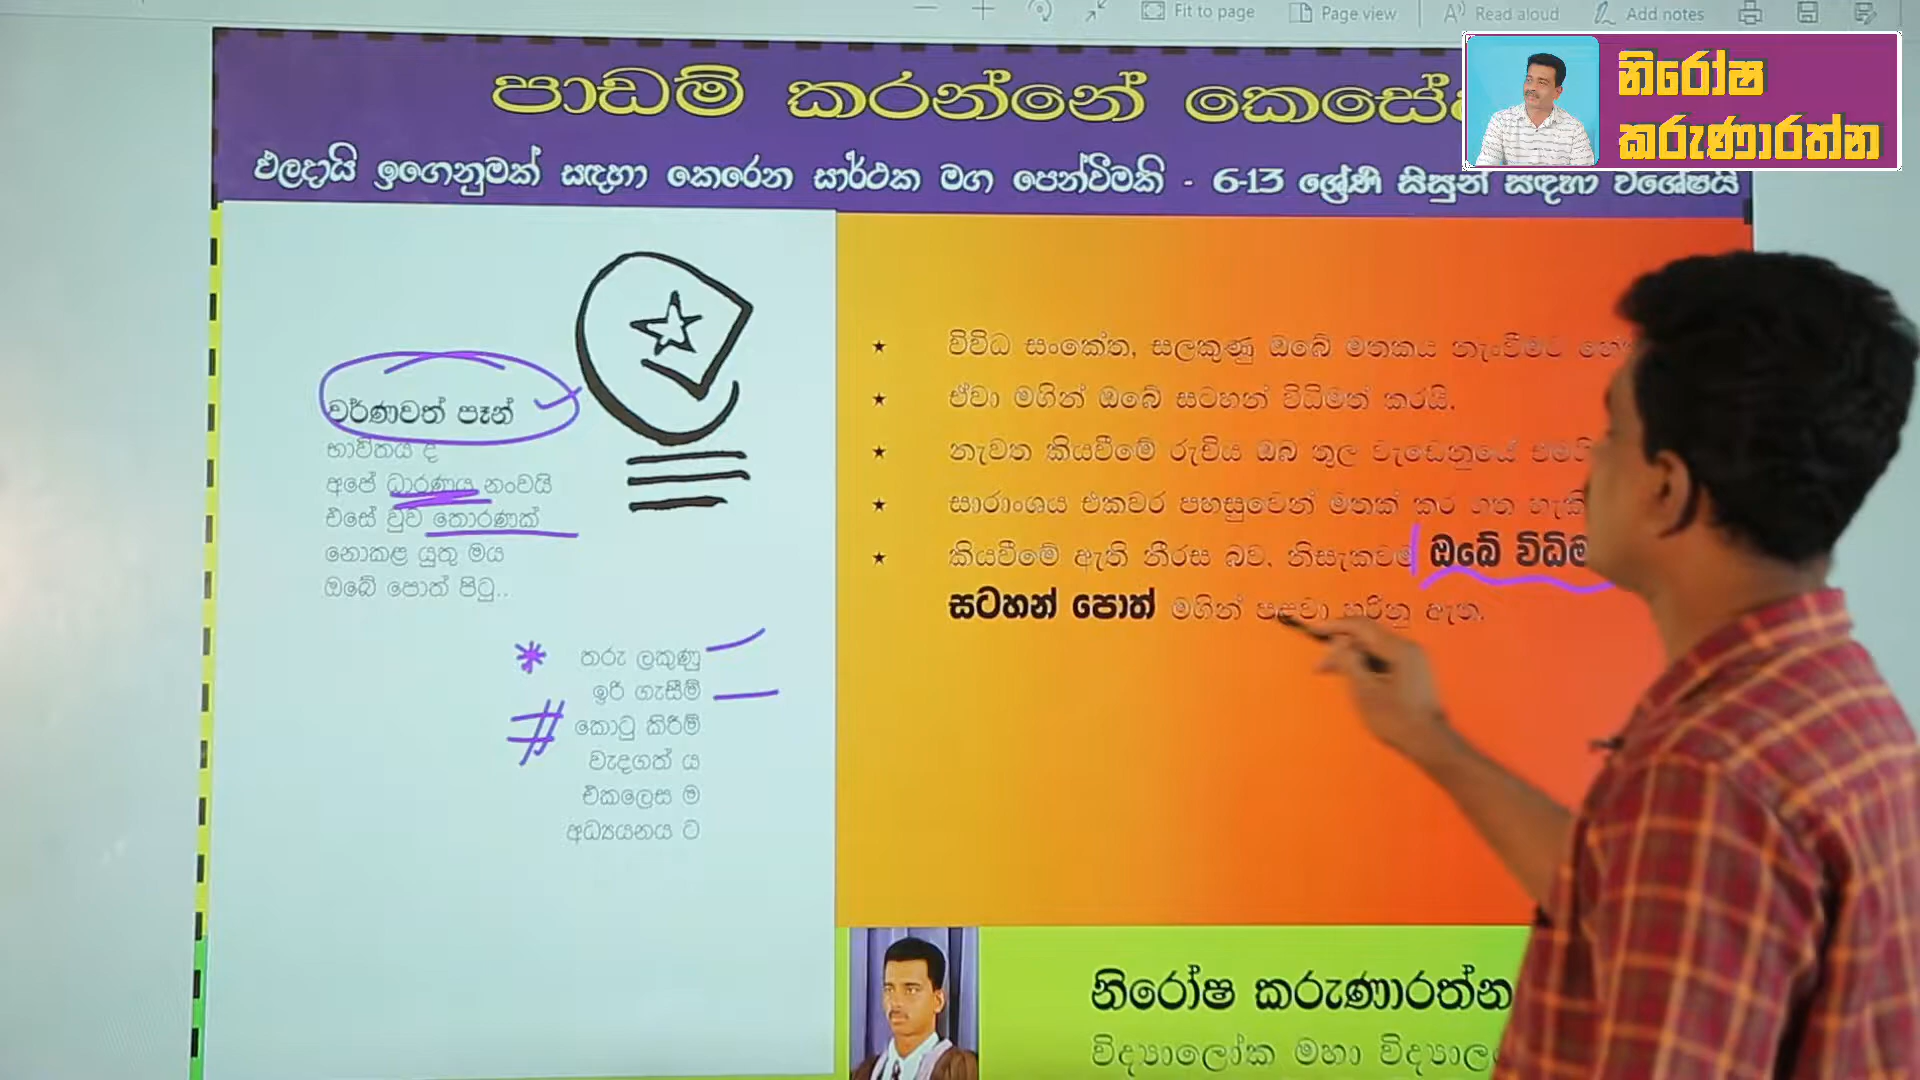 Fit to page
Page view
Read aloud
Add notes
නිරෝෂ
කරුණාරත්න
පාඩම් කරන්නේ
ඵලදායි ඉගෙනුමක් සඳහා කෙරෙන සාර්ථක මග පෙන්වීමකි - 6-13 ශ්‍රේණි සිසුන් සඳහා විශේෂයි
වර්ණවත් පෑන්
භාවිතය ද
අපේ ධාරණය නංවයි
එසේ වුව තොරණක්
නොකළ යුතු මය
ඔබේ පොත් පිටු..
* තරු ලකුණු
ඉරි ගැසීම්
# කොටු කිරීම්
වැදගත් ය
එකලෙස ම
අධ්‍යයනය ට
★ විවිධ සංකේත, සලකුණු ඔබේ මතකය නැංවීමට
★ ඒවා මගින් ඔබේ සටහන් විධිමත් කරයි.
★ නැවත කියවීමේ රුචිය ඔබ තුල වැඩෙනුයේ
★ සාරාංශය එකවර පහසුවෙන් මතක් කර ගත
★ කියවීමේ ඇති නීරස බව, නිසැකවම ඔබේ
සටහන් පොත් මගින් පළවා හරිනු ඇත.
නිරෝෂ කරුණාරත්න
විද්‍යාලෝක මහා